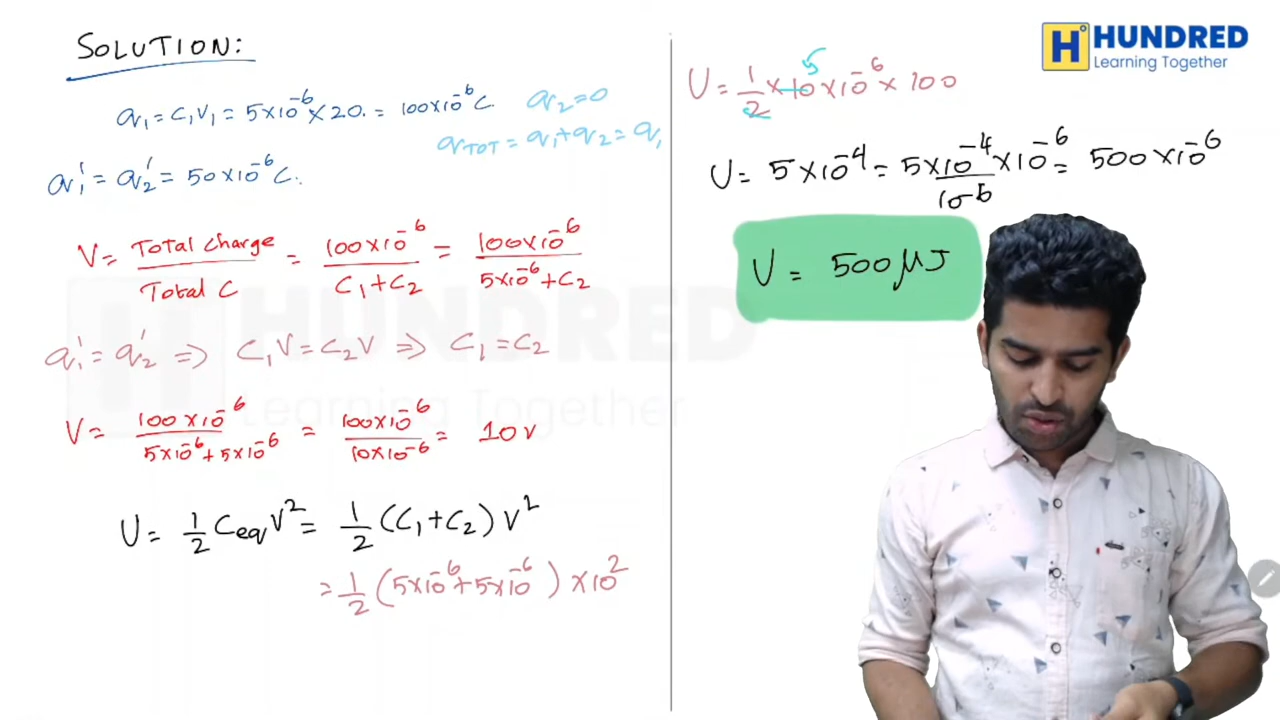 SOLUTION:
q₁ = C₁V₁ = 5×10⁻⁶ × 20. = 100×10⁻⁶ C. q₂ = 0
q_TOT = q₁ + q₂ = q₁
q₁' = q₂' = 50×10⁻⁶ C.
V = Total charge / Total C = 100×10⁻⁶ / C₁+C₂ = 100×10⁻⁶ / 5×10⁻⁶+C₂
q₁' = q₂' ⇒ C₁V = C₂V ⇒ C₁ = C₂
V = 100×10⁻⁶ / 5×10⁻⁶+5×10⁻⁶ = 100×10⁻⁶ / 10×10⁻⁶ = 10V
U = 1/2 Ceq V² = 1/2 (C₁+C₂) V²
= 1/2 (5×10⁻⁶+5×10⁻⁶) × 10²
HUNDRED
Learning Together
U = 1/2 × 10 5 × 10⁻⁶ × 100
U = 5×10⁻⁴ = 5×10⁻⁴ / 10⁻⁶ × 10⁻⁶ = 500×10⁻⁶
U = 500 μJ
HUNDRED
Learning Together